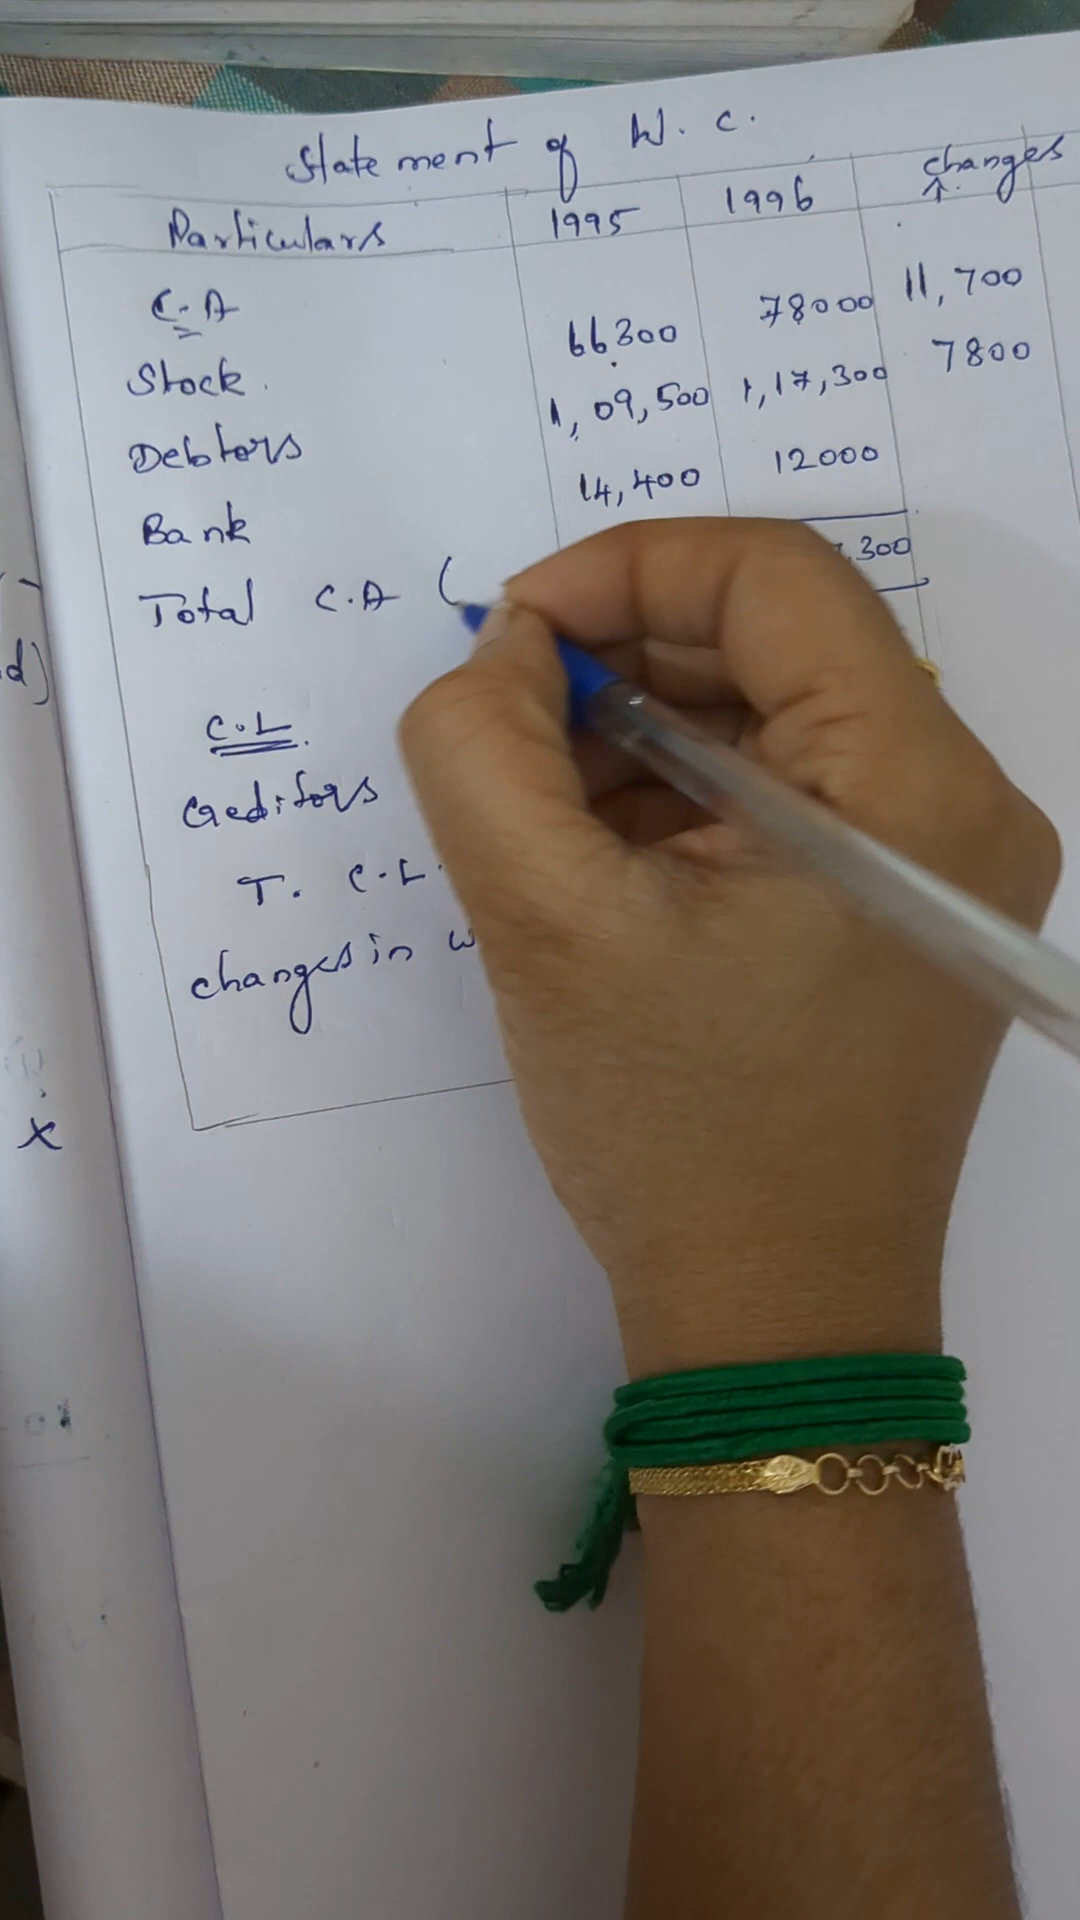 Statement of W. C.
Particulars 1995 1996 changes
↑.
C.A
Stock. 66300 78000 11,700
Debtors 1,09,500 1,17,300 7800
Bank 14,400 12000
Total C.A ( 300
C.L.
Creditors
T. C.L.
changes in w
d)
x